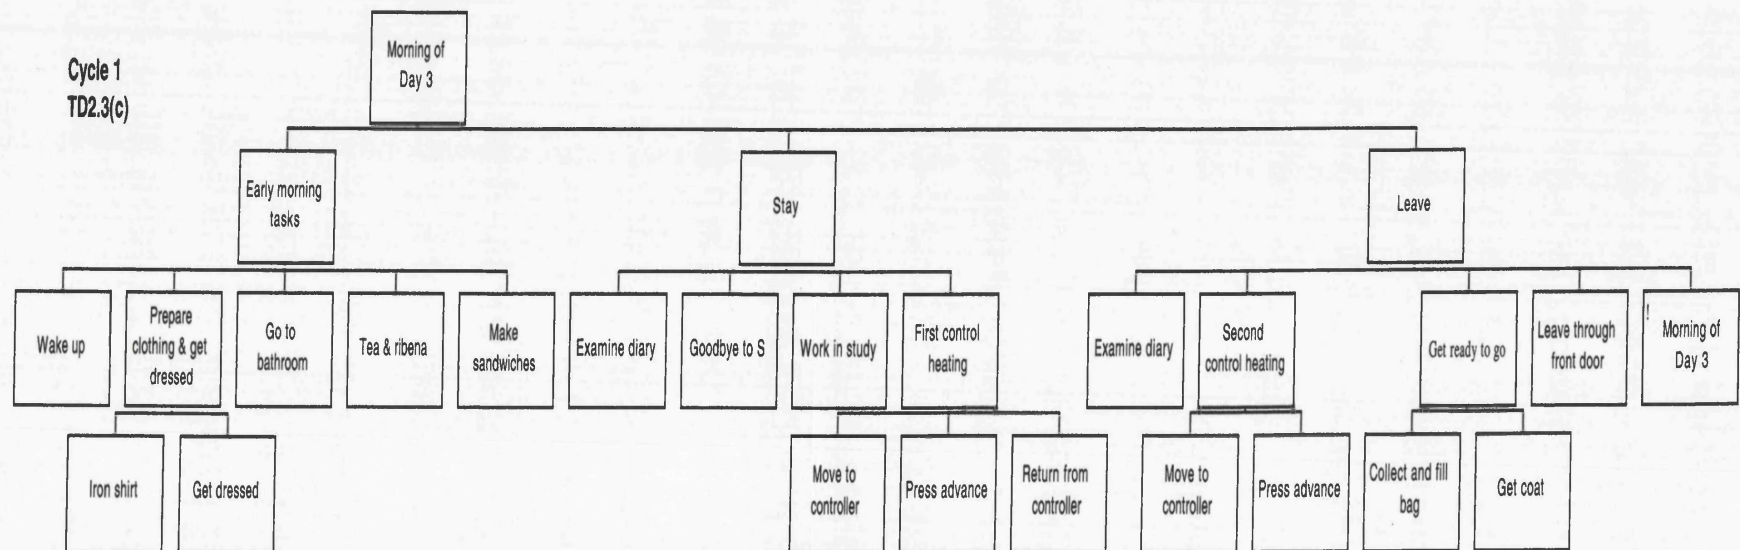 Cycle 1
TD2.3(c)
Morning of
Day 3
Early morning
tasks
Stay
Leave
Wake up
Prepare
clothing & get
dressed
Go to
bathroom
Tea & ribena
Make
sandwiches
Examine diary
Goodbye to S
Work in study
First control
heating
Examine diary
Second
control heating
Get ready to go
Leave through
front door
!
Morning of
Day 3
Iron shirt
Get dressed
Move to
controller
Press advance
Return from
controller
Move to
controller
Press advance
Collect and fill
bag
Get coat